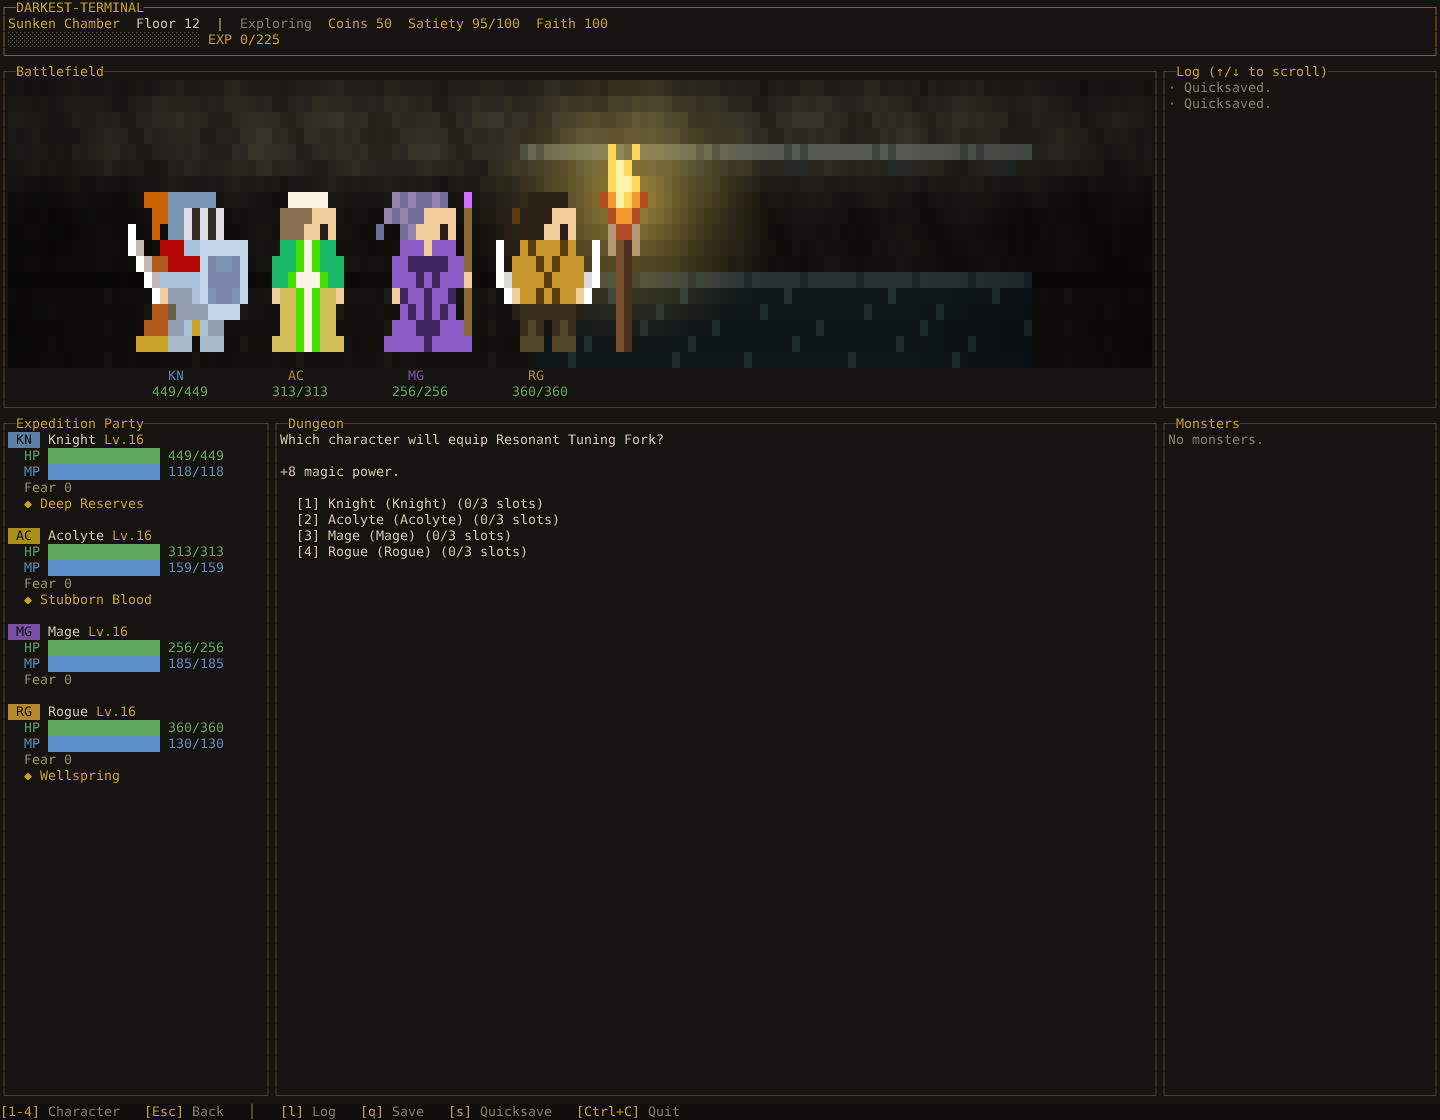 DARKEST-TERMINAL
Sunken Chamber  Floor 12  |  Exploring  Coins 50  Satiety 95/100  Faith 100
EXP 0/225
Battlefield
Log (↑/↓ to scroll)
· Quicksaved.
· Quicksaved.
KN AC MG RG
449/449 313/313 256/256 360/360
Expedition Party
KN Knight Lv.16
HP 449/449
MP 118/118
Fear 0
◆ Deep Reserves
AC Acolyte Lv.16
HP 313/313
MP 159/159
Fear 0
◆ Stubborn Blood
MG Mage Lv.16
HP 256/256
MP 185/185
Fear 0
RG Rogue Lv.16
HP 360/360
MP 130/130
Fear 0
◆ Wellspring
Dungeon
Which character will equip Resonant Tuning Fork?
+8 magic power.
[1] Knight (Knight) (0/3 slots)
[2] Acolyte (Acolyte) (0/3 slots)
[3] Mage (Mage) (0/3 slots)
[4] Rogue (Rogue) (0/3 slots)
Monsters
No monsters.
[1-4] Character  [Esc] Back  |  [l] Log  [q] Save  [s] Quicksave  [Ctrl+C] Quit